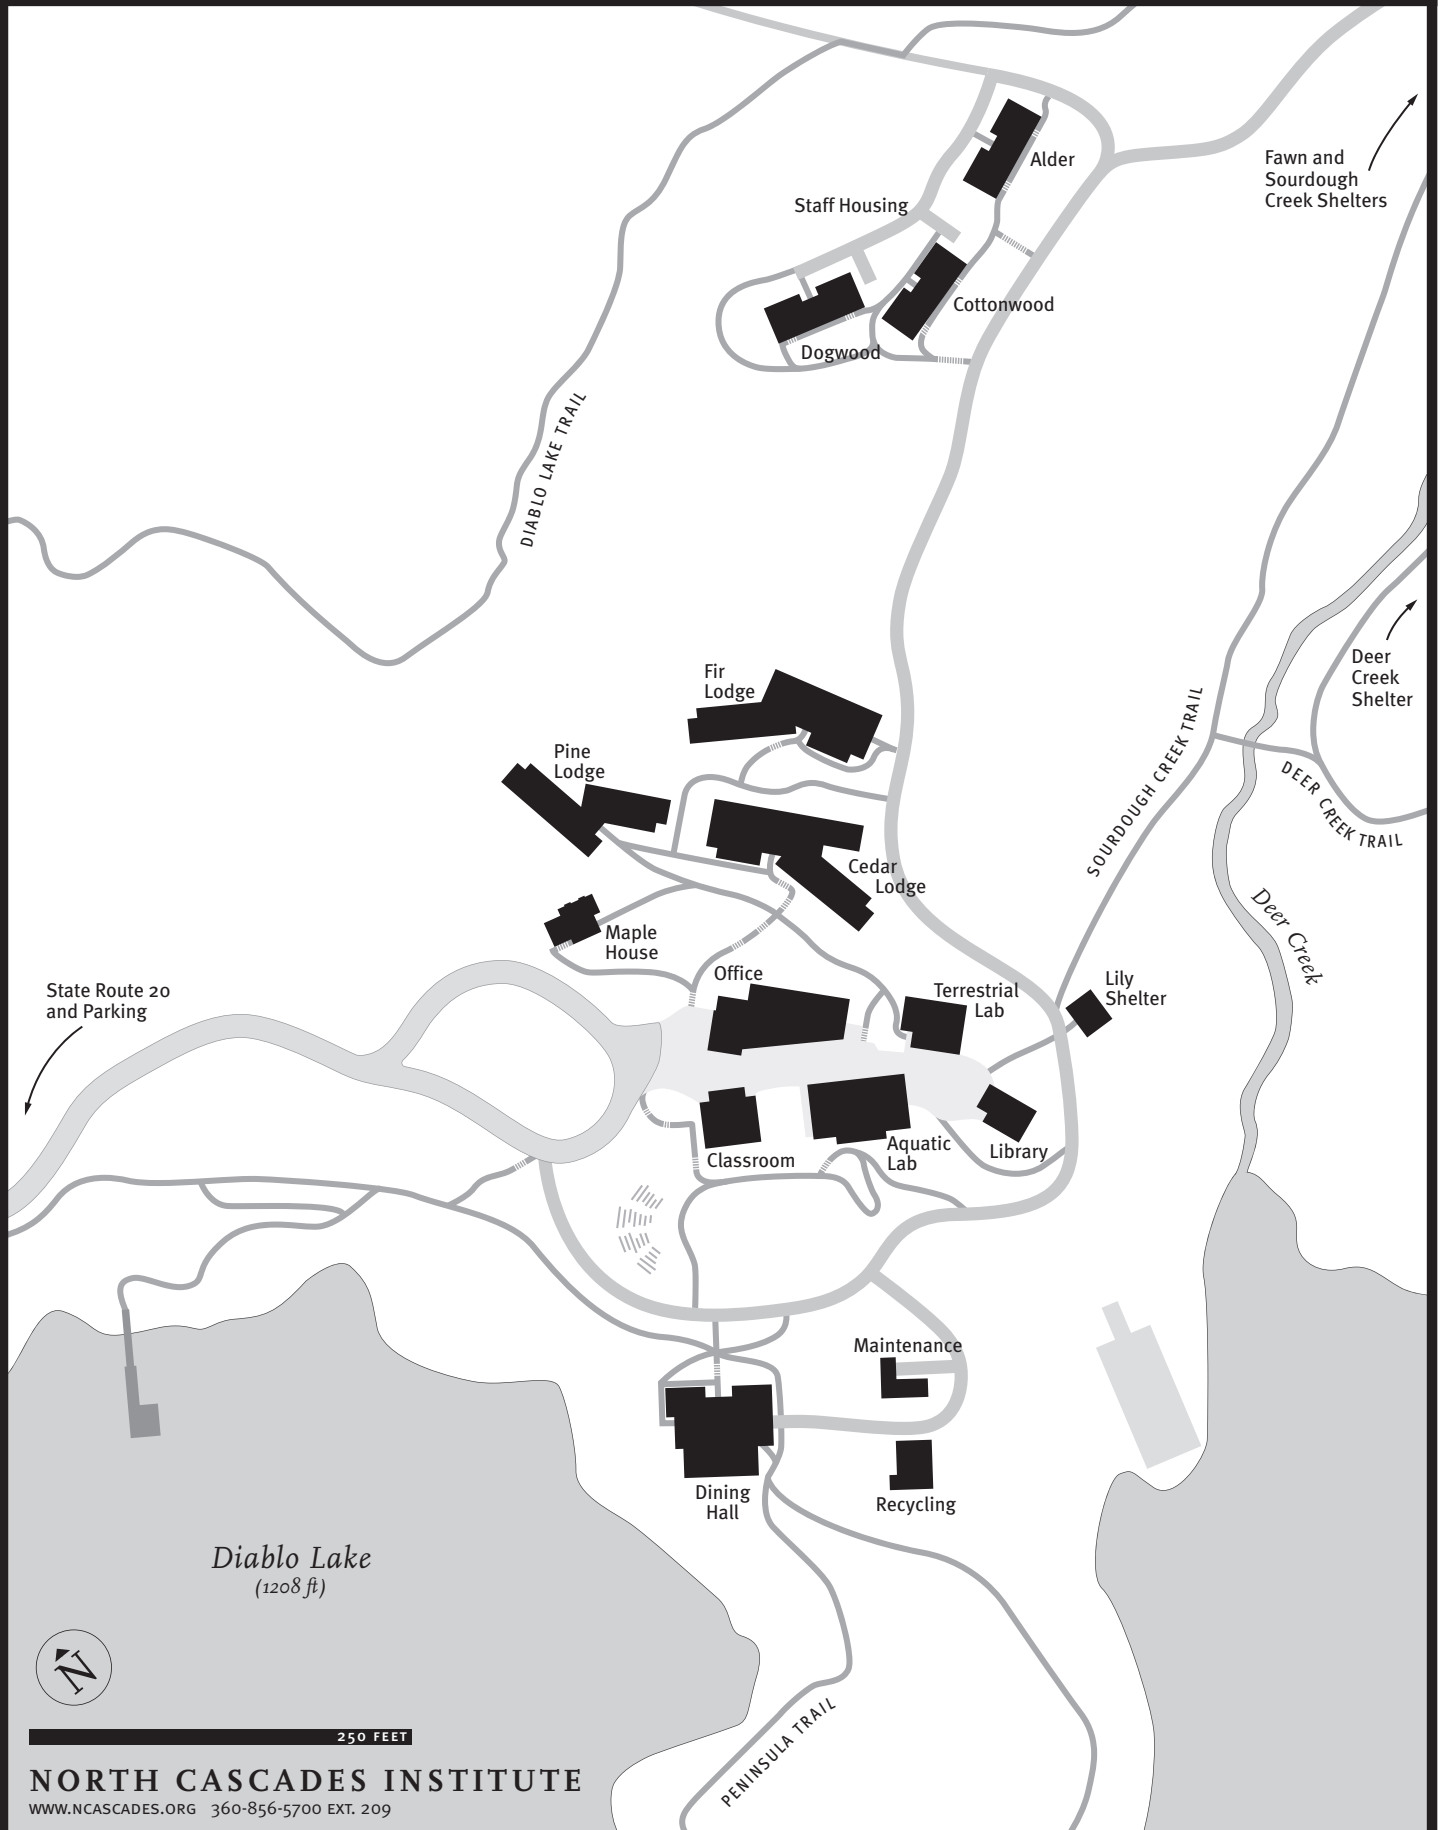 Alder
Fawn and
Sourdough
Creek Shelters
Staff Housing
Cottonwood
Dogwood
DIABLO LAKE TRAIL
Fir
Lodge
Deer
Creek
Shelter
SOURDOUGH CREEK TRAIL
Pine
Lodge
DEER CREEK TRAIL
Cedar
Lodge
Deer Creek
Maple
House
Office
State Route 20
and Parking
Terrestrial
Lab
Lily
Shelter
Classroom
Aquatic
Lab
Library
Maintenance
Dining
Hall
Recycling
Diablo Lake
(1208 ft)
N
PENINSULA TRAIL
250 FEET
NORTH CASCADES INSTITUTE
WWW.NCASCADES.ORG 360-856-5700 EXT. 209